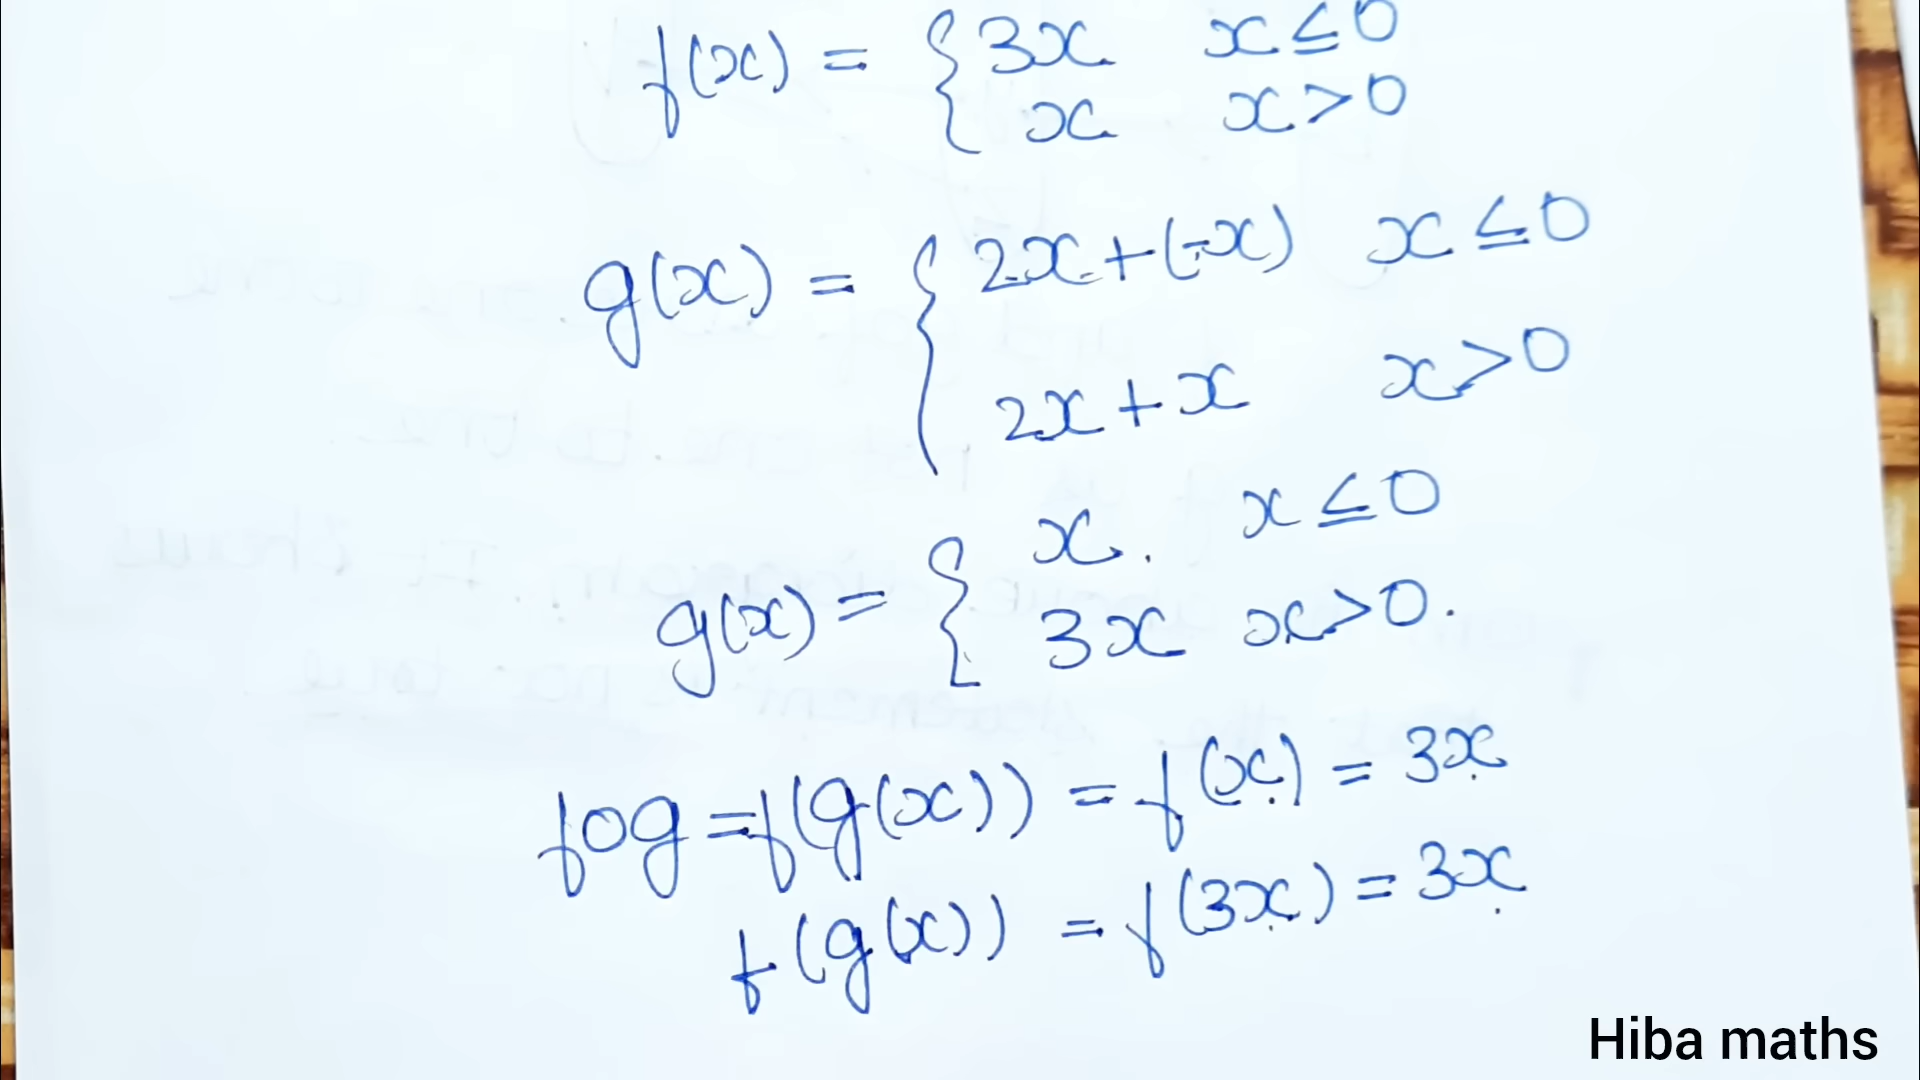 f(x) = { 3x x ≤ 0
x x > 0
g(x) = { 2x + (-x) x ≤ 0
2x + x x > 0
g(x) = { x. x ≤ 0
3x x > 0.
fog = f(g(x)) = f(x) = 3x
f(g(x)) = f(3x) = 3x
Hiba maths